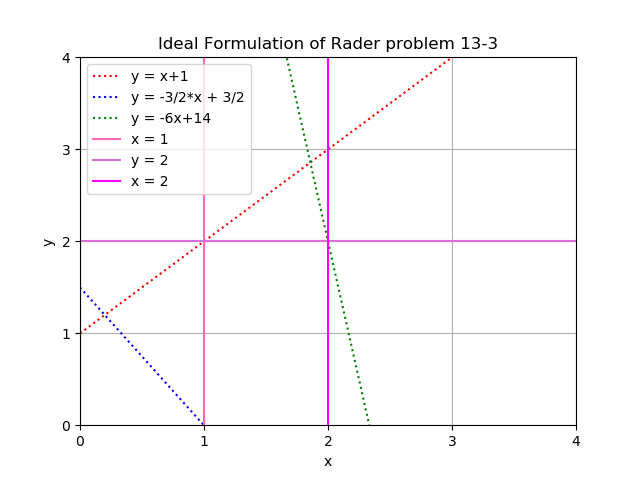 Ideal Formulation of Rader problem 13-3
y = x+1
y = -3/2*x + 3/2
y = -6x+14
x = 1
y = 2
x = 2
4
3
2
1
0
y
0 1 2 3 4
x